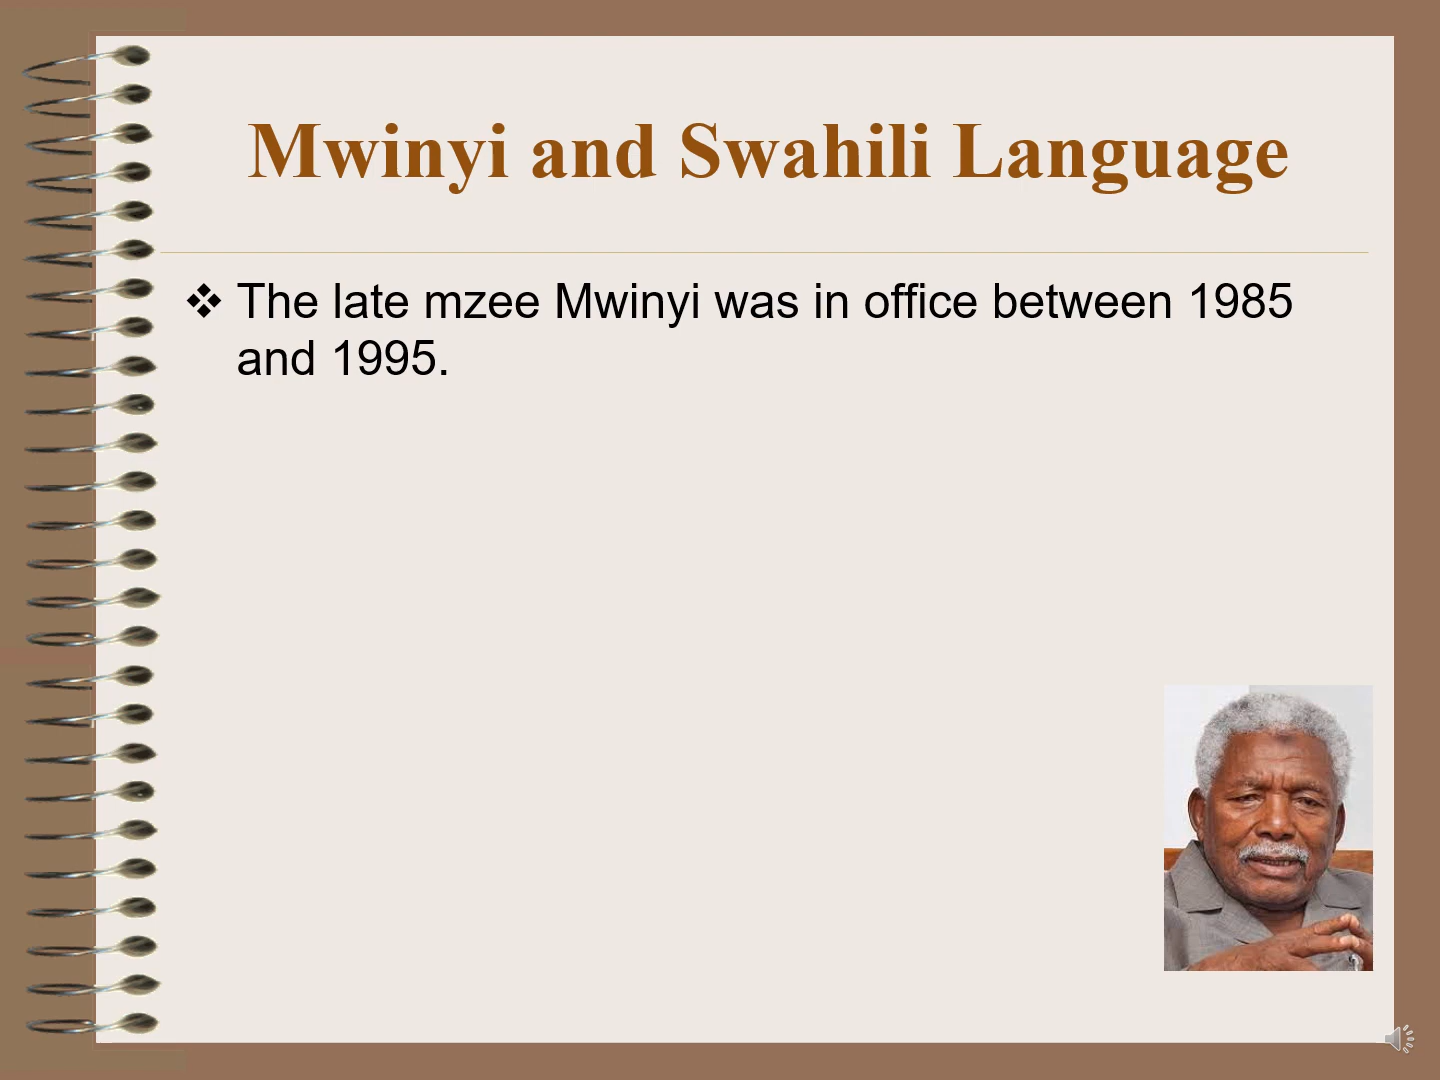 Mwinyi and Swahili Language
❖ The late mzee Mwinyi was in office between 1985
and 1995.